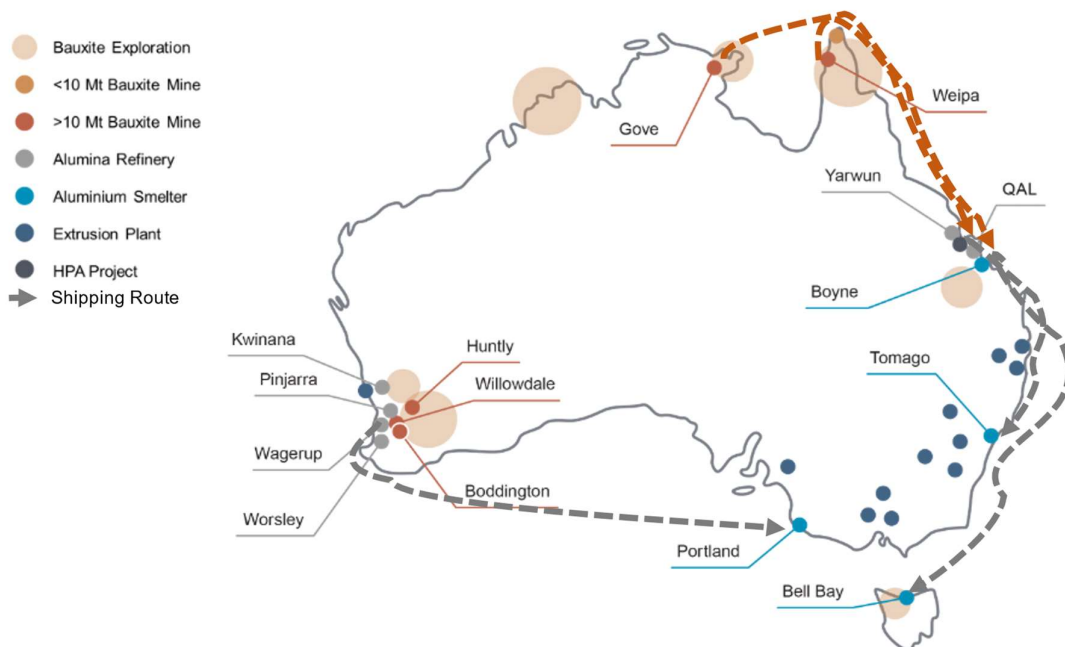 Bauxite Exploration
<10 Mt Bauxite Mine
>10 Mt Bauxite Mine
Alumina Refinery
Aluminium Smelter
Extrusion Plant
HPA Project
Shipping Route
Gove
Weipa
Yarwun
QAL
Boyne
Tomago
Kwinana
Huntly
Pinjarra
Willowdale
Wagerup
Boddington
Worsley
Portland
Bell Bay